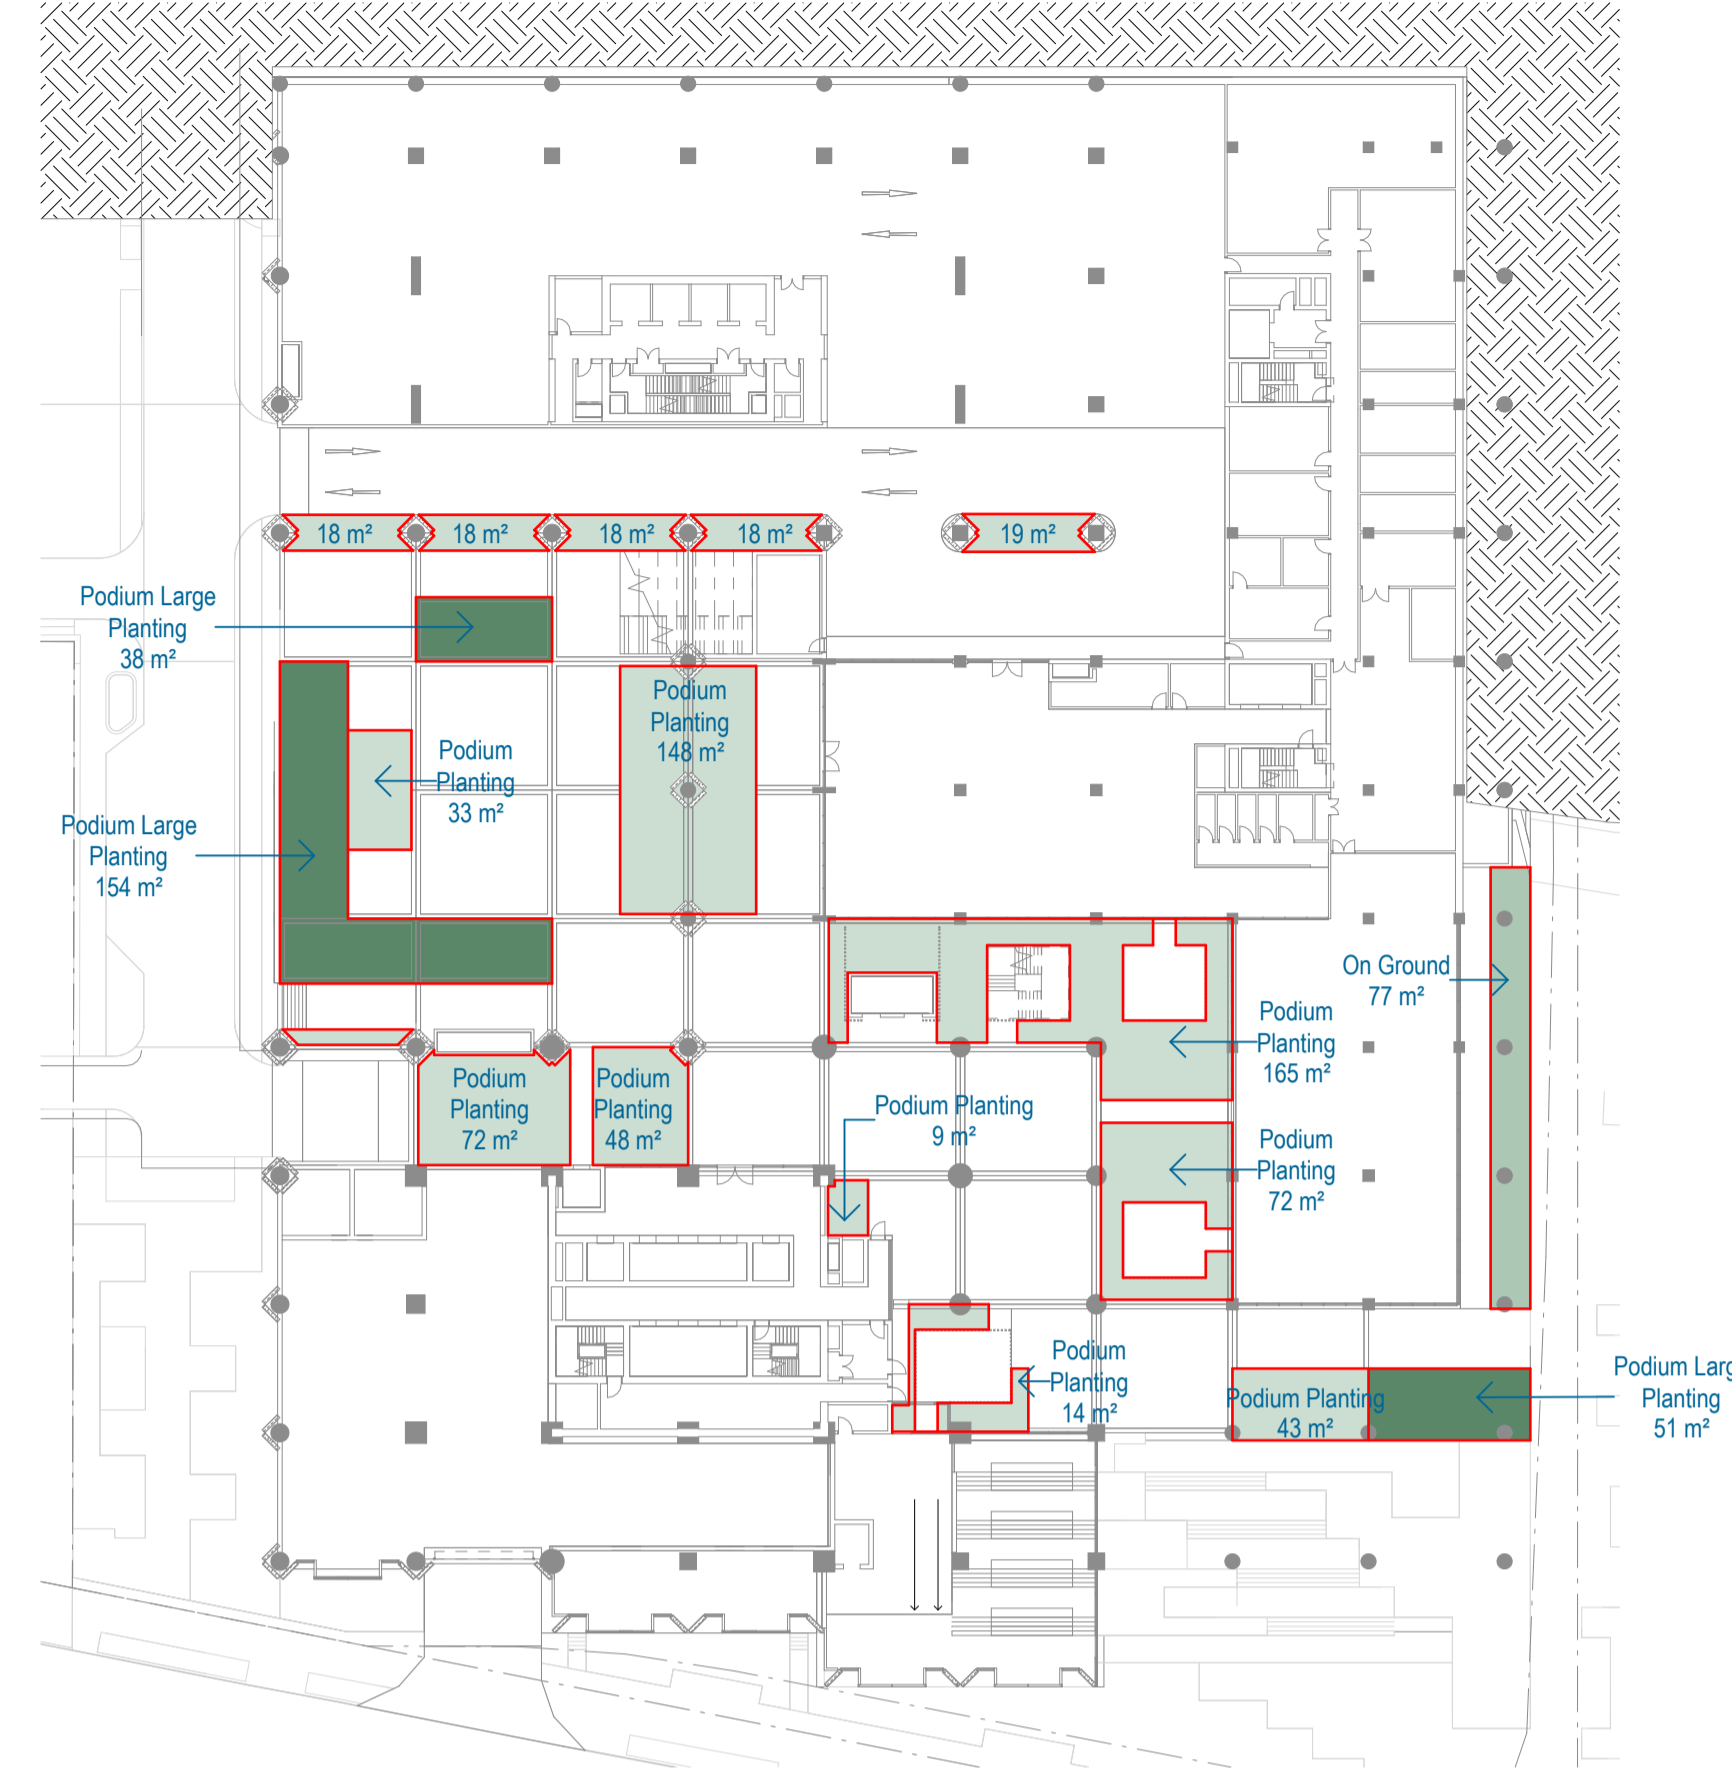 18 m²
18 m²
18 m²
18 m²
19 m²
Podium Large
Planting
38 m²
Podium
Planting
148 m²
Podium
Planting
33 m²
Podium Large
Planting
154 m²
On Ground
77 m²
Podium
Planting
165 m²
Podium
Planting
72 m²
Podium
Planting
48 m²
Podium Planting
9 m²
Podium
Planting
72 m²
Podium
Planting
14 m²
Podium Planting
43 m²
Podium Larg
Planting
51 m²